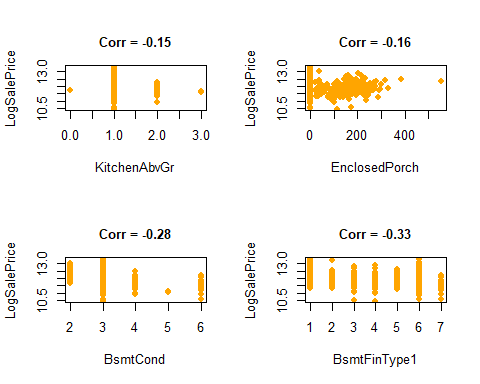 Corr = -0.15
LogSalePrice
10.5 13.0
0.0 1.0 2.0 3.0
KitchenAbvGr
Corr = -0.16
LogSalePrice
10.5 13.0
0 200 400
EnclosedPorch
Corr = -0.28
LogSalePrice
10.5 13.0
2 3 4 5 6
BsmtCond
Corr = -0.33
LogSalePrice
10.5 13.0
1 2 3 4 5 6 7
BsmtFinType1